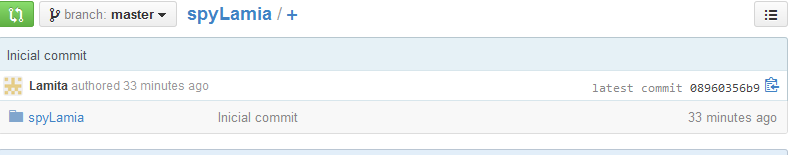 branch: master spyLamia / +
Inicial commit
Lamita authored 33 minutes ago latest commit 08960356b9
spyLamia Inicial commit 33 minutes ago